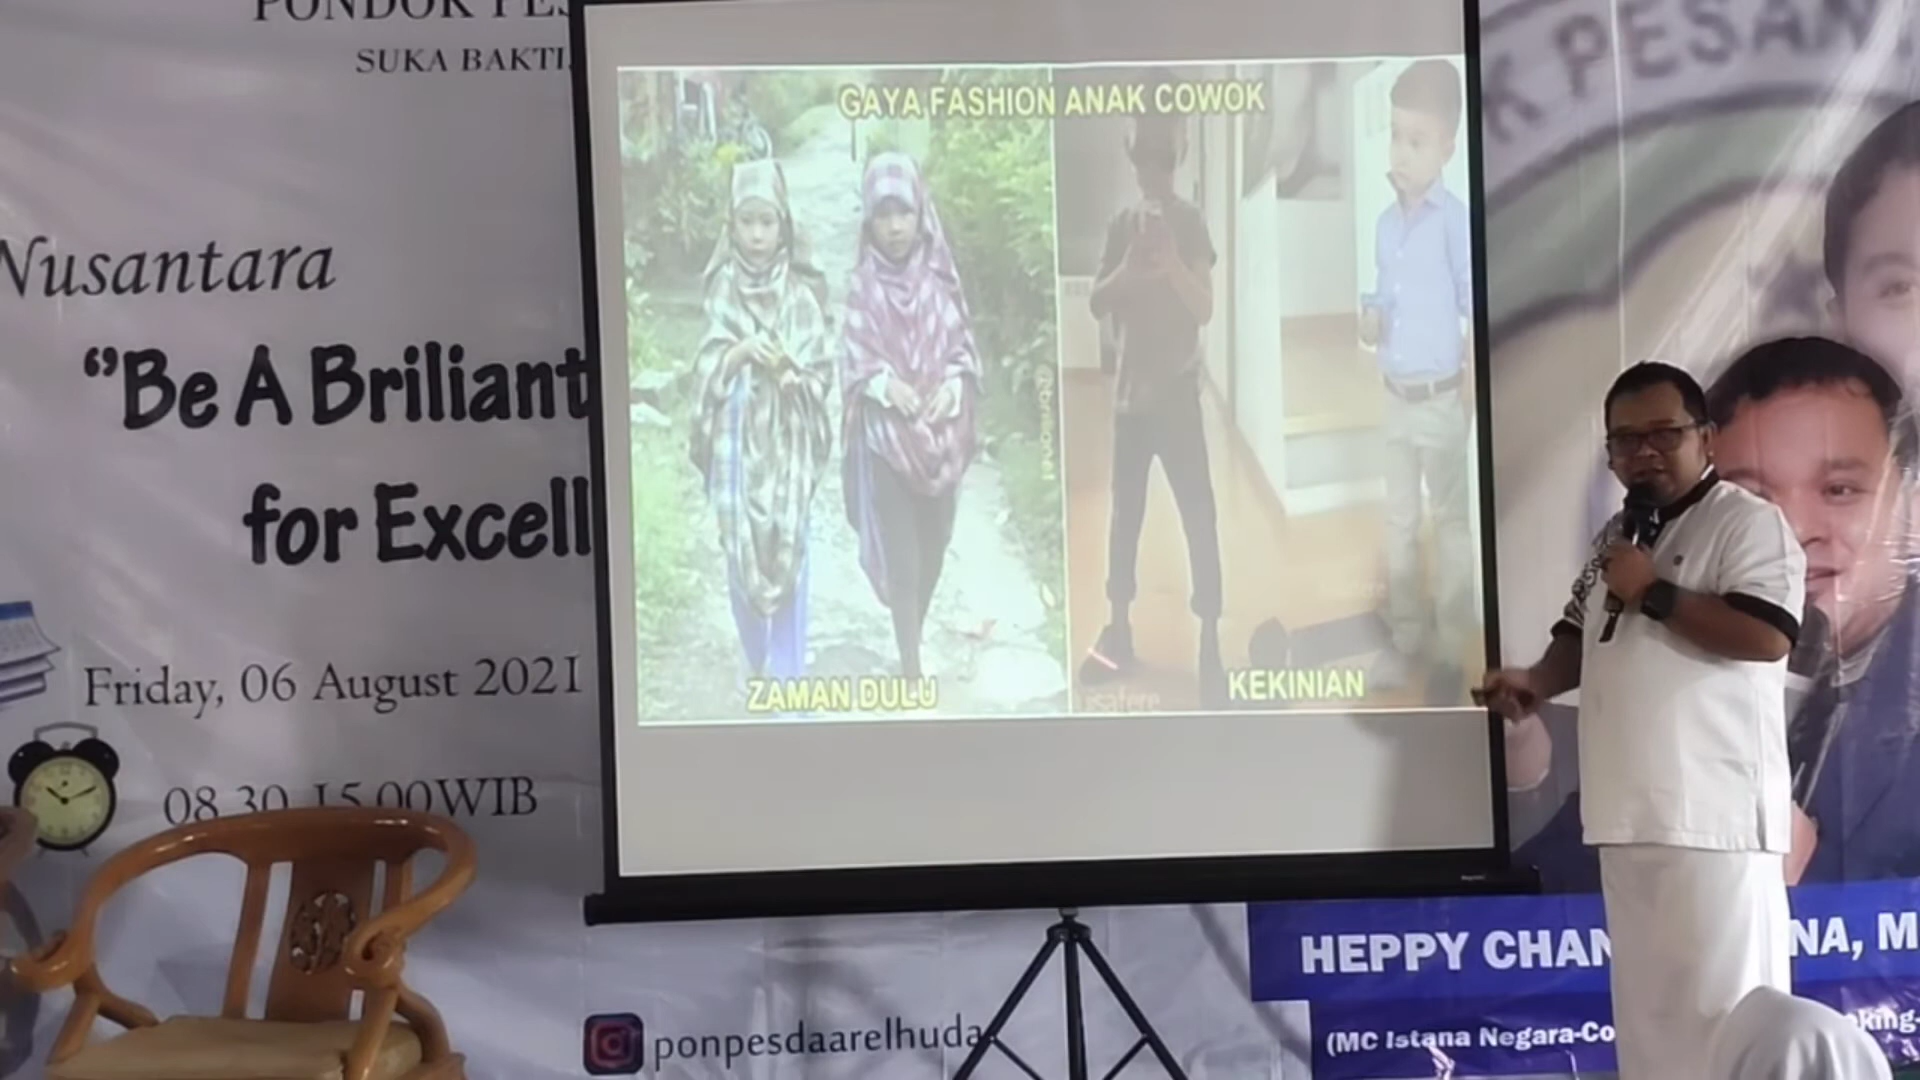 PONDOK PES
SUKA BAKTI,
Nusantara
"Be A Briliant
for Excell
Friday, 06 August 2021
08.30 15.00WIB
GAYA FASHION ANAK COWOK
ZAMAN DULU
KEKINIAN
K PESAN
HEPPY CHAN NA, M
(MC Istana Negara-Co king-
ponpesdaarelhuda